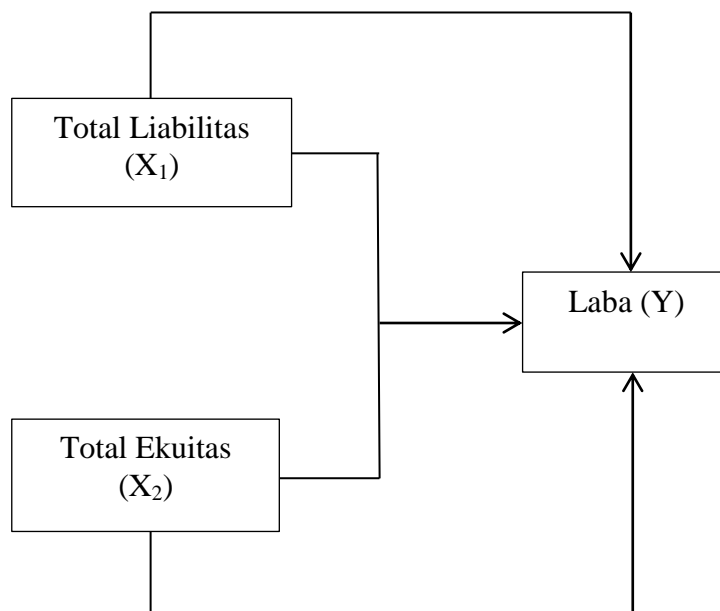 Total Liabilitas
(X₁)
Laba (Y)
Total Ekuitas
(X₂)